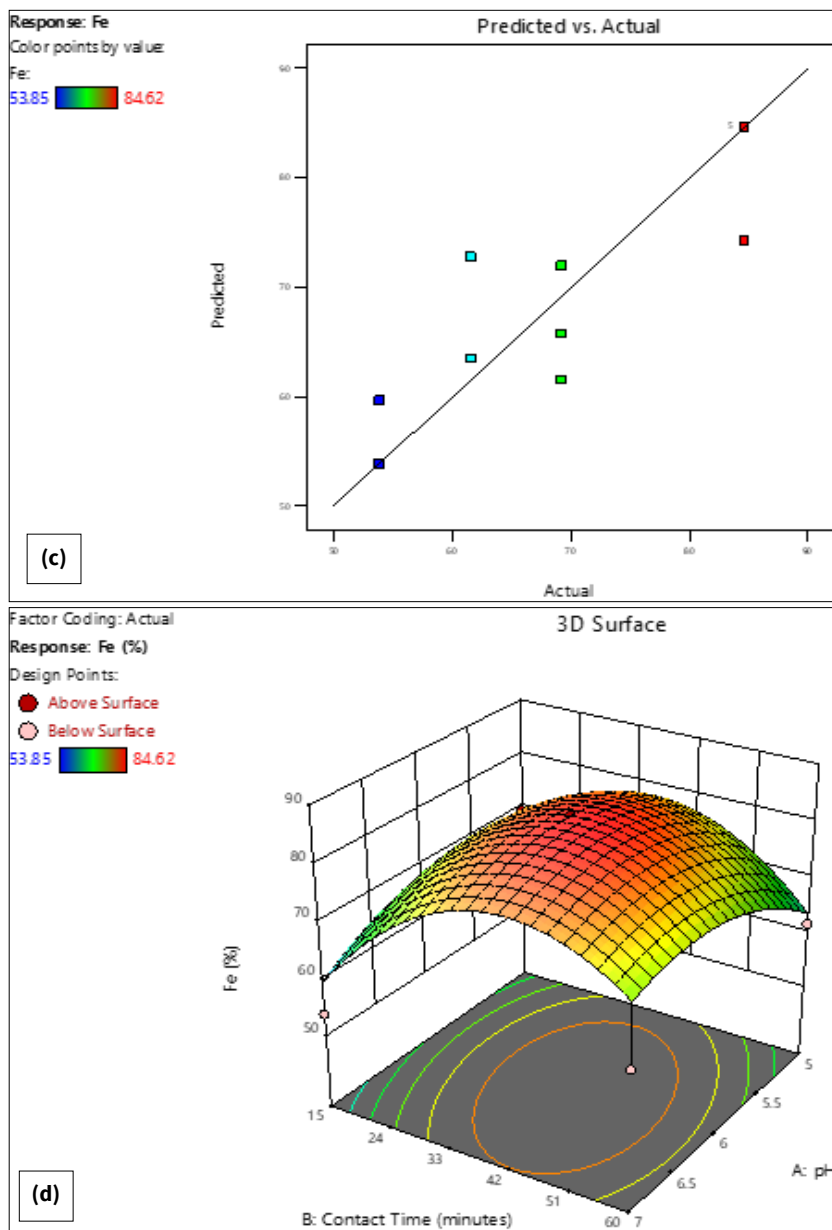 Response: Fe
Color points by value:
Fe:
53.85 84.62
Predicted vs. Actual
90
80
70
60
50
Predicted
5
50 60 70 80 90
Actual
(c)
Factor Coding: Actual
Response: Fe (%)
Design Points:
Above Surface
Below Surface
53.85 84.62
3D Surface
90
80
70
60
50
Fe (%)
15 24 33 42 51 60
B: Contact Time (minutes)
7 6.5 6 5.5 5
A: pH
(d)